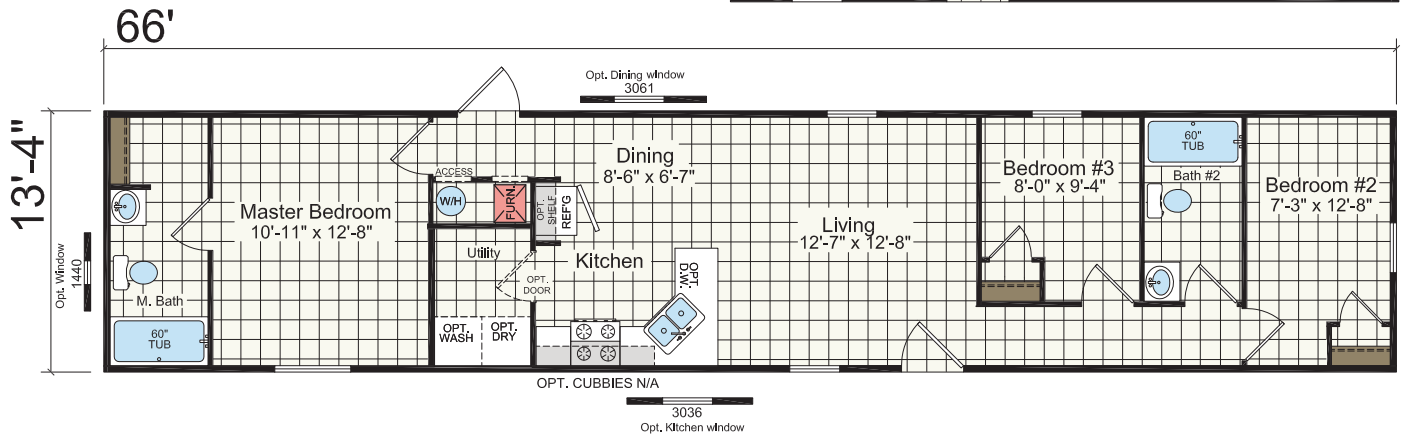 66'
13'-4"
Opt. Dining window
3061
Dining
8'-6" x 6'-7"
ACCESS
W/H
FURN.
OPT.
SHELF
REF'G
Master Bedroom
10'-11" x 12'-8"
Utility
OPT.
DOOR
Kitchen
OPT.
D.W.
Living
12'-7" x 12'-8"
Bedroom #3
8'-0" x 9'-4"
60"
TUB
Bath #2
Bedroom #2
7'-3" x 12'-8"
Opt. Window
1440
M. Bath
60"
TUB
OPT.
WASH
OPT.
DRY
OPT. CUBBIES N/A
3036
Opt. Kitchen window